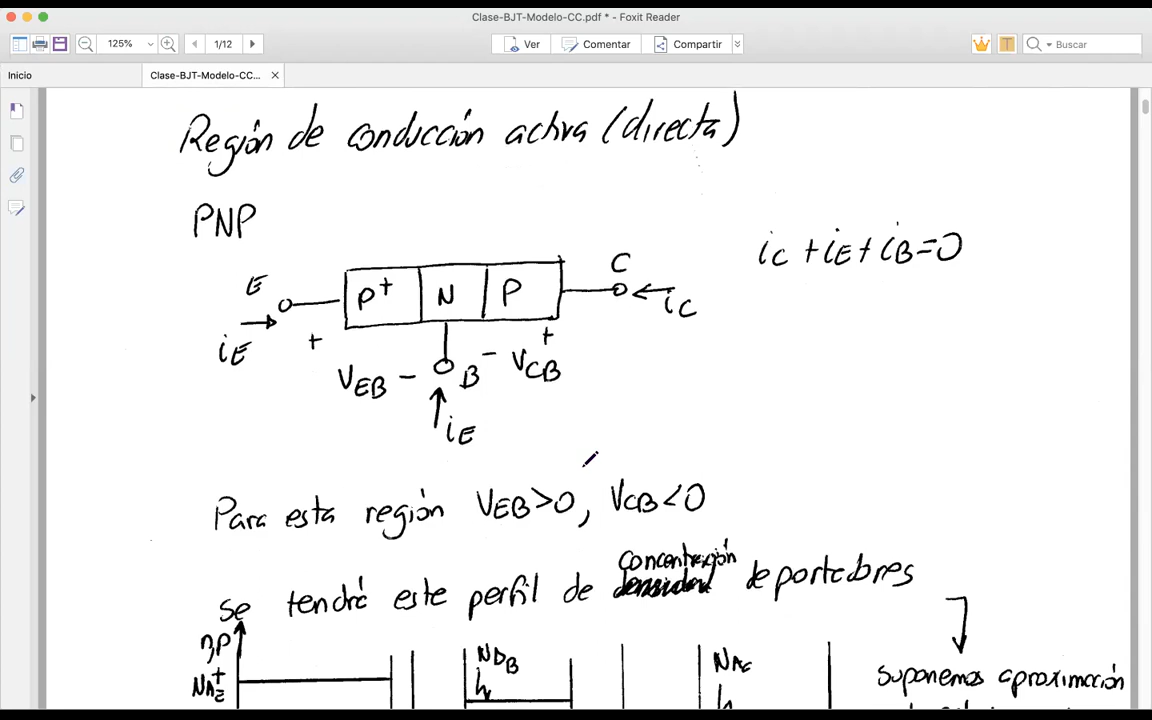 Clase-BJT-Modelo-CC.pdf * - Foxit Reader
125%
1/12
Ver
Comentar
Compartir
T
Buscar
Inicio
Clase-BJT-Modelo-CC...
Región de conducción activa (directa)
PNP
iC + iE + iB = 0
E
P+
N
P
C
iE
iC
+
VEB -
B
- VCB
+
iE
Para esta región VEB>0, VCB<0
concentración
se tendrá este perfil de densidad de portadores
n,p
NAE+
NDB
suponemos aproximación